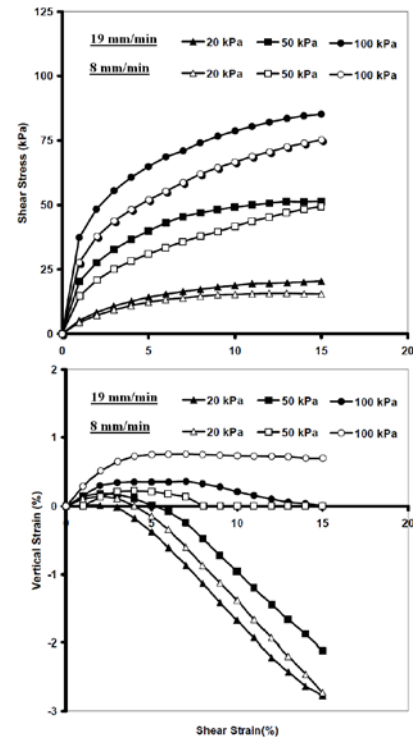 125
19 mm/min 20 kPa 50 kPa 100 kPa
8 mm/min 20 kPa 50 kPa 100 kPa
100
75
50
25
0
Shear Stress (kPa)
0 5 10 15 20
2
19 mm/min 20 kPa 50 kPa 100 kPa
8 mm/min 20 kPa 50 kPa 100 kPa
1
0
0 5 10 15 20
-1
-2
-3
Vertical Strain (%)
Shear Strain(%)